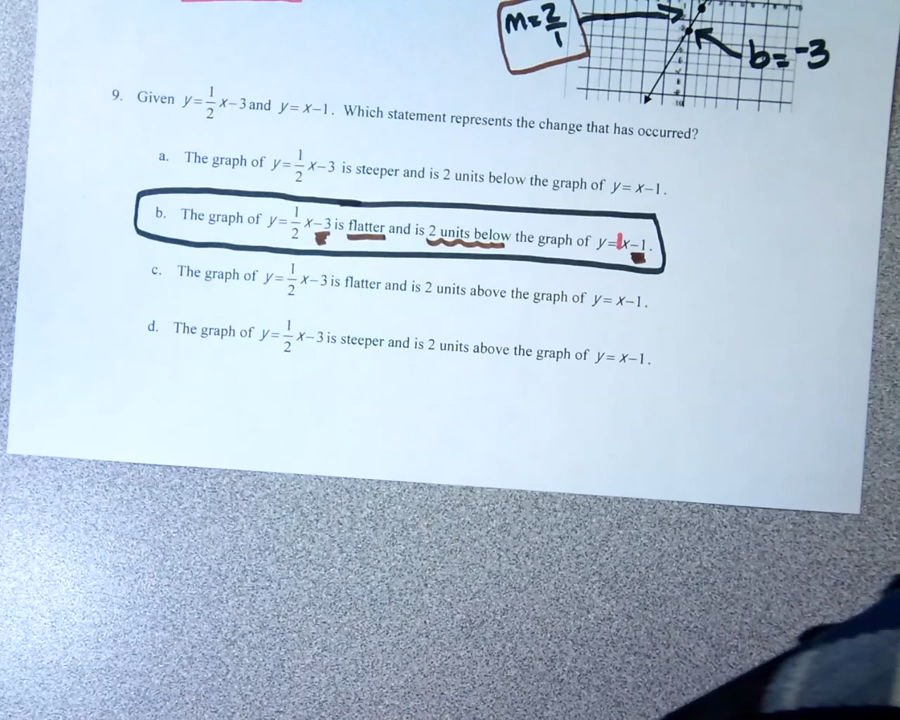 m=2/1
b=-3
9. Given y=1/2x-3 and y=x-1. Which statement represents the change that has occurred?
a. The graph of y=1/2x-3 is steeper and is 2 units below the graph of y=x-1.
b. The graph of y=1/2x-3 is flatter and is 2 units below the graph of y=1x-1.
c. The graph of y=1/2x-3 is flatter and is 2 units above the graph of y=x-1.
d. The graph of y=1/2x-3 is steeper and is 2 units above the graph of y=x-1.